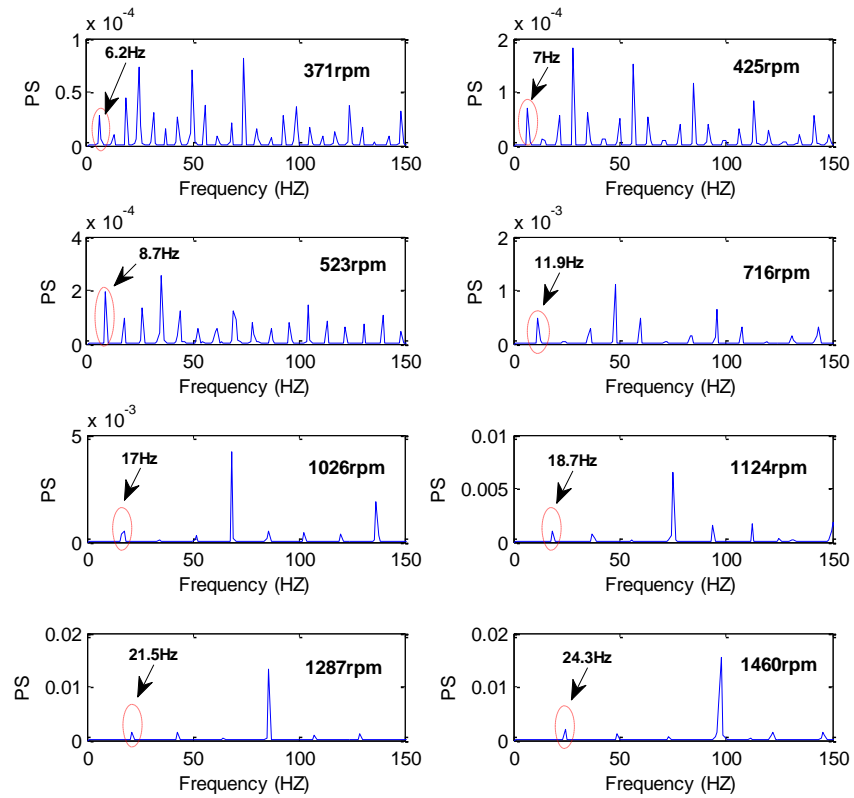 x 10^-4
1
0.5
0
PS
6.2Hz
371rpm
0 50 100 150
Frequency (HZ)
x 10^-4
2
1
0
PS
7Hz
425rpm
0 50 100 150
Frequency (HZ)
x 10^-4
4
2
0
PS
8.7Hz
523rpm
0 50 100 150
Frequency (HZ)
x 10^-3
2
1
0
PS
11.9Hz
716rpm
0 50 100 150
Frequency (HZ)
x 10^-3
5
0
PS
17Hz
1026rpm
0 50 100 150
Frequency (HZ)
0.01
0.005
0
PS
18.7Hz
1124rpm
0 50 100 150
Frequency (HZ)
0.02
0.01
0
PS
21.5Hz
1287rpm
0 50 100 150
Frequency (HZ)
0.02
0.01
0
PS
24.3Hz
1460rpm
0 50 100 150
Frequency (HZ)